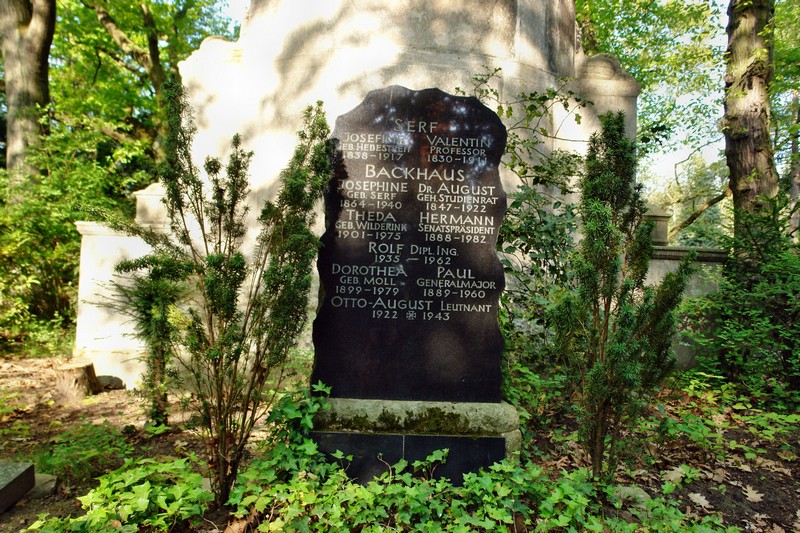 SERF
JOSEFINE VALENTIN
GEB. HEBESTREIT PROFESSOR
1838-1917 1830-1911
BACKHAUS
JOSEPHINE DR. AUGUST
GEB. SERF GEH. STUDIENRAT
1864-1940 1847-1922
THEDA HERMANN
GEB. WILDERINK SENATSPRÄSIDENT
1901-1975 1888-1982
ROLF DIPL. ING.
1935 - 1962
DOROTHEA PAUL
GEB. MOLL GENERALMAJOR
1899-1979 1889-1960
OTTO-AUGUST LEUTNANT
1922 ✠ 1943